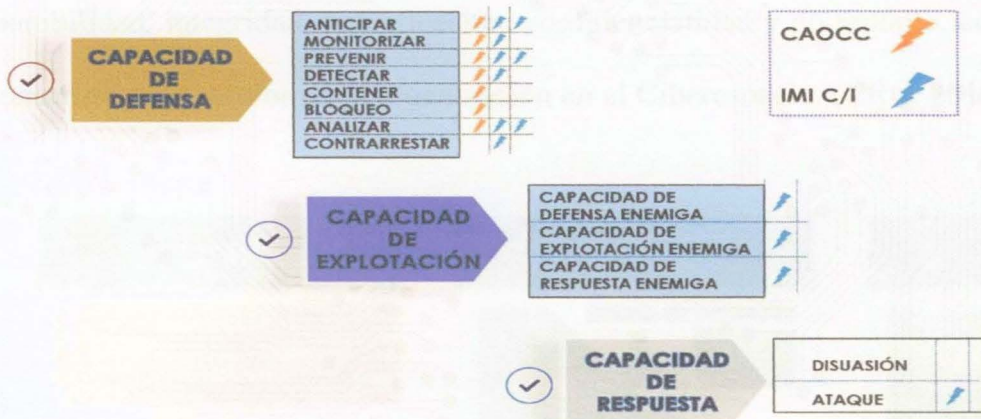 CAPACIDAD
DE
DEFENSA
ANTICIPAR
MONITORIZAR
PREVENIR
DETECTAR
CONTENER
BLOQUEO
ANALIZAR
CONTRARRESTAR
CAOCC
IMI C/I
CAPACIDAD
DE
EXPLOTACIÓN
CAPACIDAD DE
DEFENSA ENEMIGA
CAPACIDAD DE
EXPLOTACIÓN ENEMIGA
CAPACIDAD DE
RESPUESTA ENEMIGA
CAPACIDAD
DE
RESPUESTA
DISUASIÓN
ATAQUE